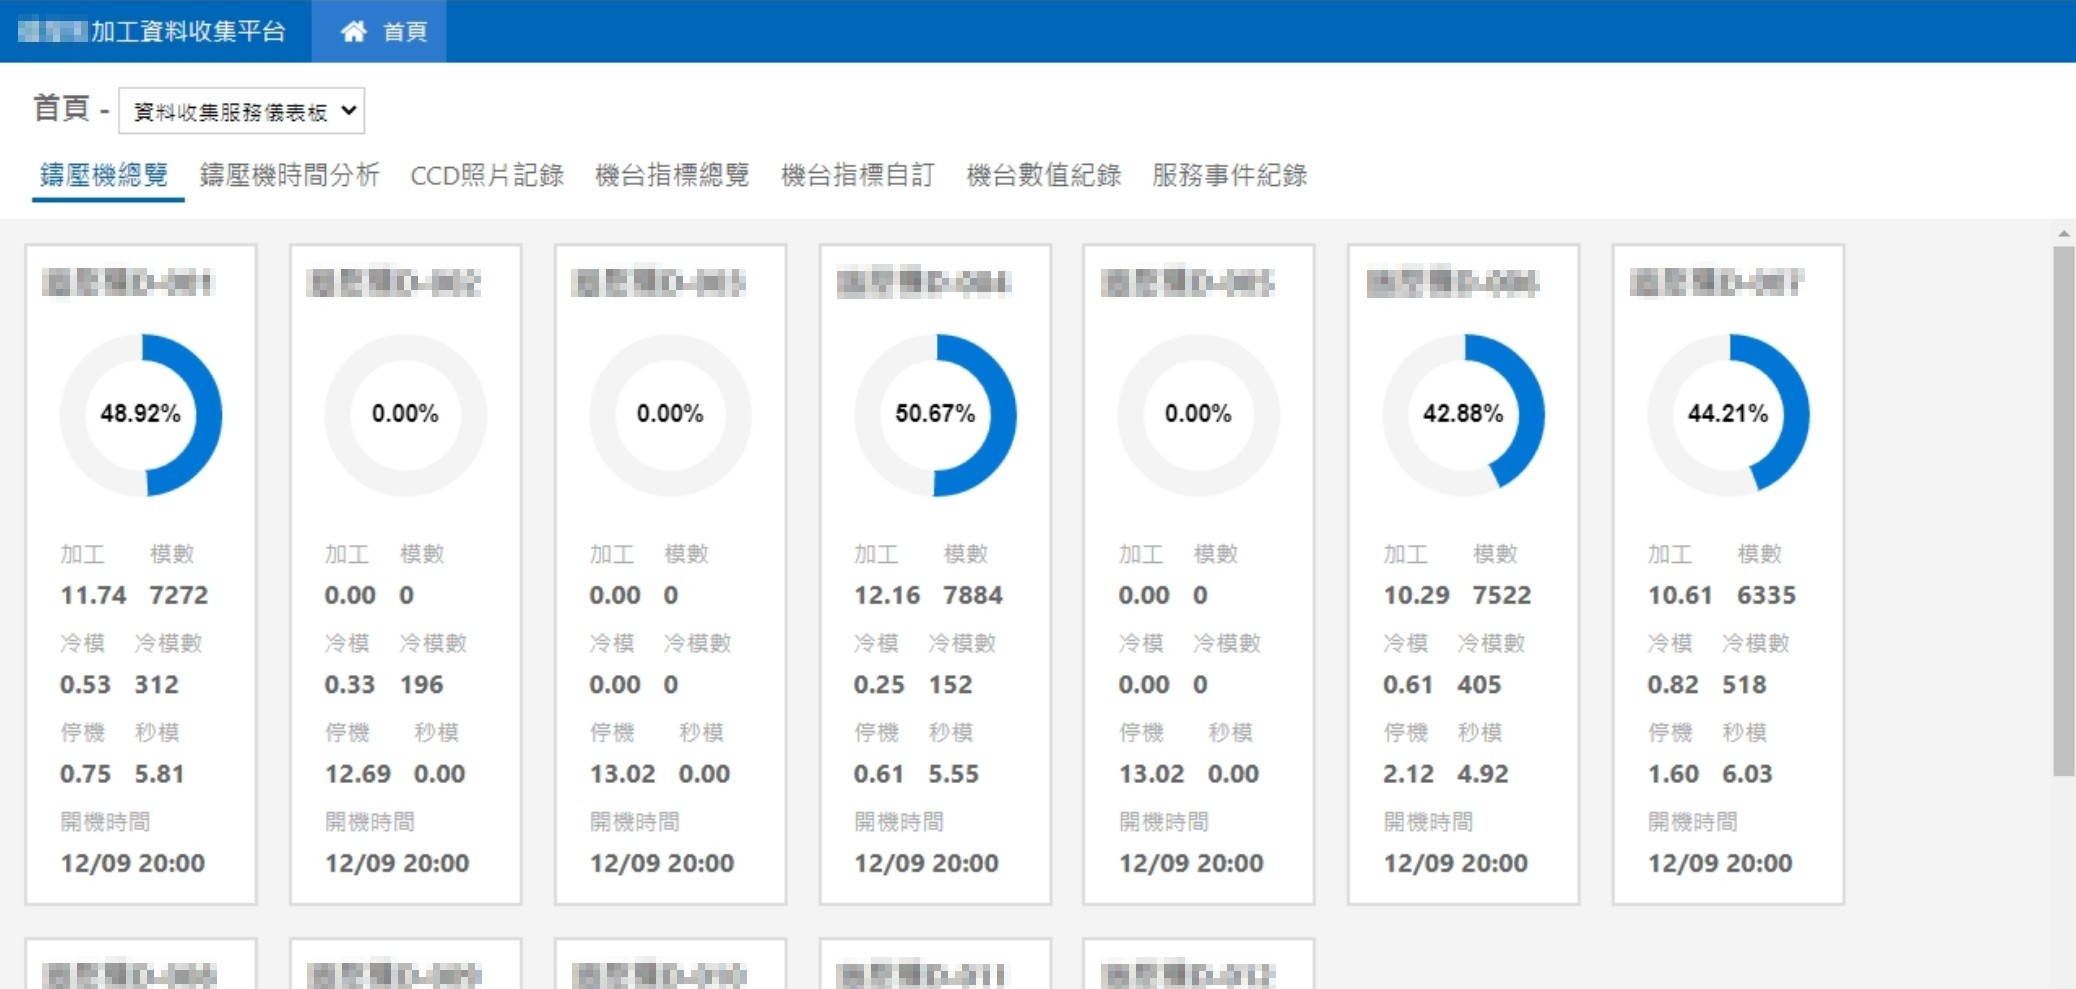 加工資料收集平台 首頁
首頁 - 資料收集服務儀表板
鑄壓機總覽 鑄壓機時間分析 CCD照片記錄 機台指標總覽 機台指標自訂 機台數值紀錄 服務事件紀錄
D-001 D-002 D-003 D-004 D-005 D-006 D-007
48.92% 0.00% 0.00% 50.67% 0.00% 42.88% 44.21%
加工 模數 加工 模數 加工 模數 加工 模數 加工 模數 加工 模數 加工 模數
11.74 7272 0.00 0 0.00 0 12.16 7884 0.00 0 10.29 7522 10.61 6335
冷模 冷模數 冷模 冷模數 冷模 冷模數 冷模 冷模數 冷模 冷模數 冷模 冷模數 冷模 冷模數
0.53 312 0.33 196 0.00 0 0.25 152 0.00 0 0.61 405 0.82 518
停機 秒模 停機 秒模 停機 秒模 停機 秒模 停機 秒模 停機 秒模 停機 秒模
0.75 5.81 12.69 0.00 13.02 0.00 0.61 5.55 13.02 0.00 2.12 4.92 1.60 6.03
開機時間 開機時間 開機時間 開機時間 開機時間 開機時間 開機時間
12/09 20:00 12/09 20:00 12/09 20:00 12/09 20:00 12/09 20:00 12/09 20:00 12/09 20:00
D-008 D-009 D-010 D-011 D-012